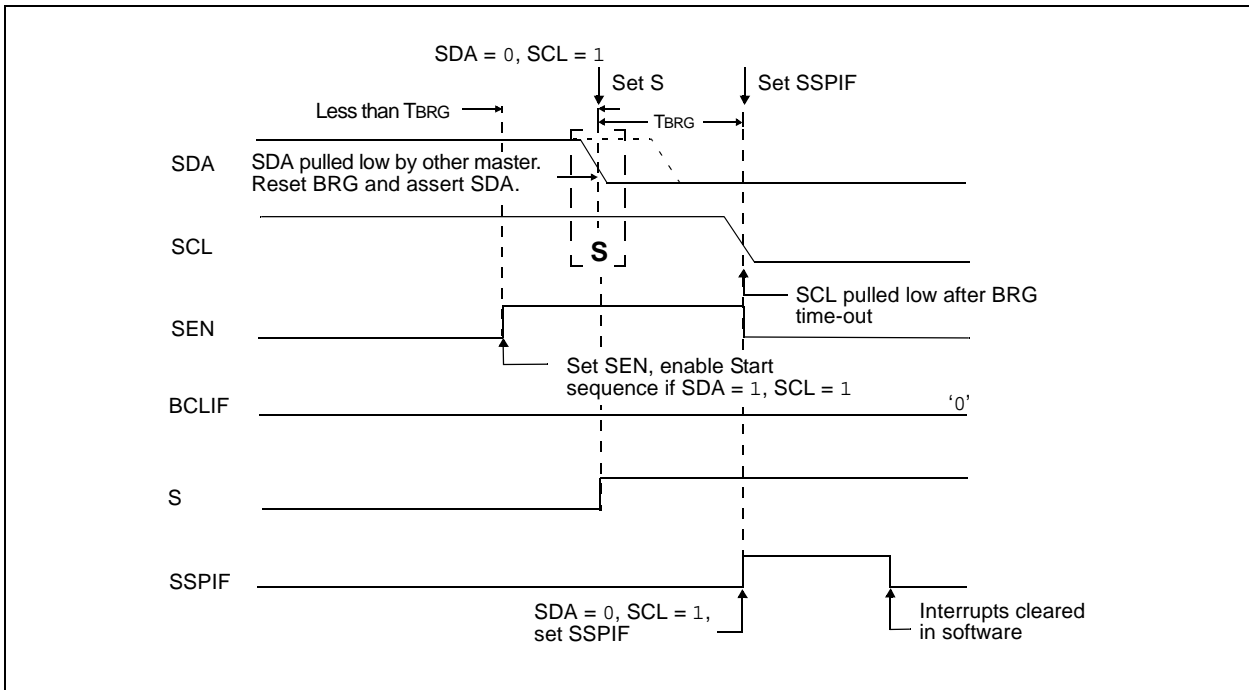 SDA = 0, SCL = 1
Set S
Set SSPIF
Less than TBRG
TBRG
SDA
SDA pulled low by other master.
Reset BRG and assert SDA.
SCL
S
SCL pulled low after BRG
time-out
SEN
Set SEN, enable Start
sequence if SDA = 1, SCL = 1
BCLIF
‘0’
S
SSPIF
SDA = 0, SCL = 1,
set SSPIF
Interrupts cleared
in software